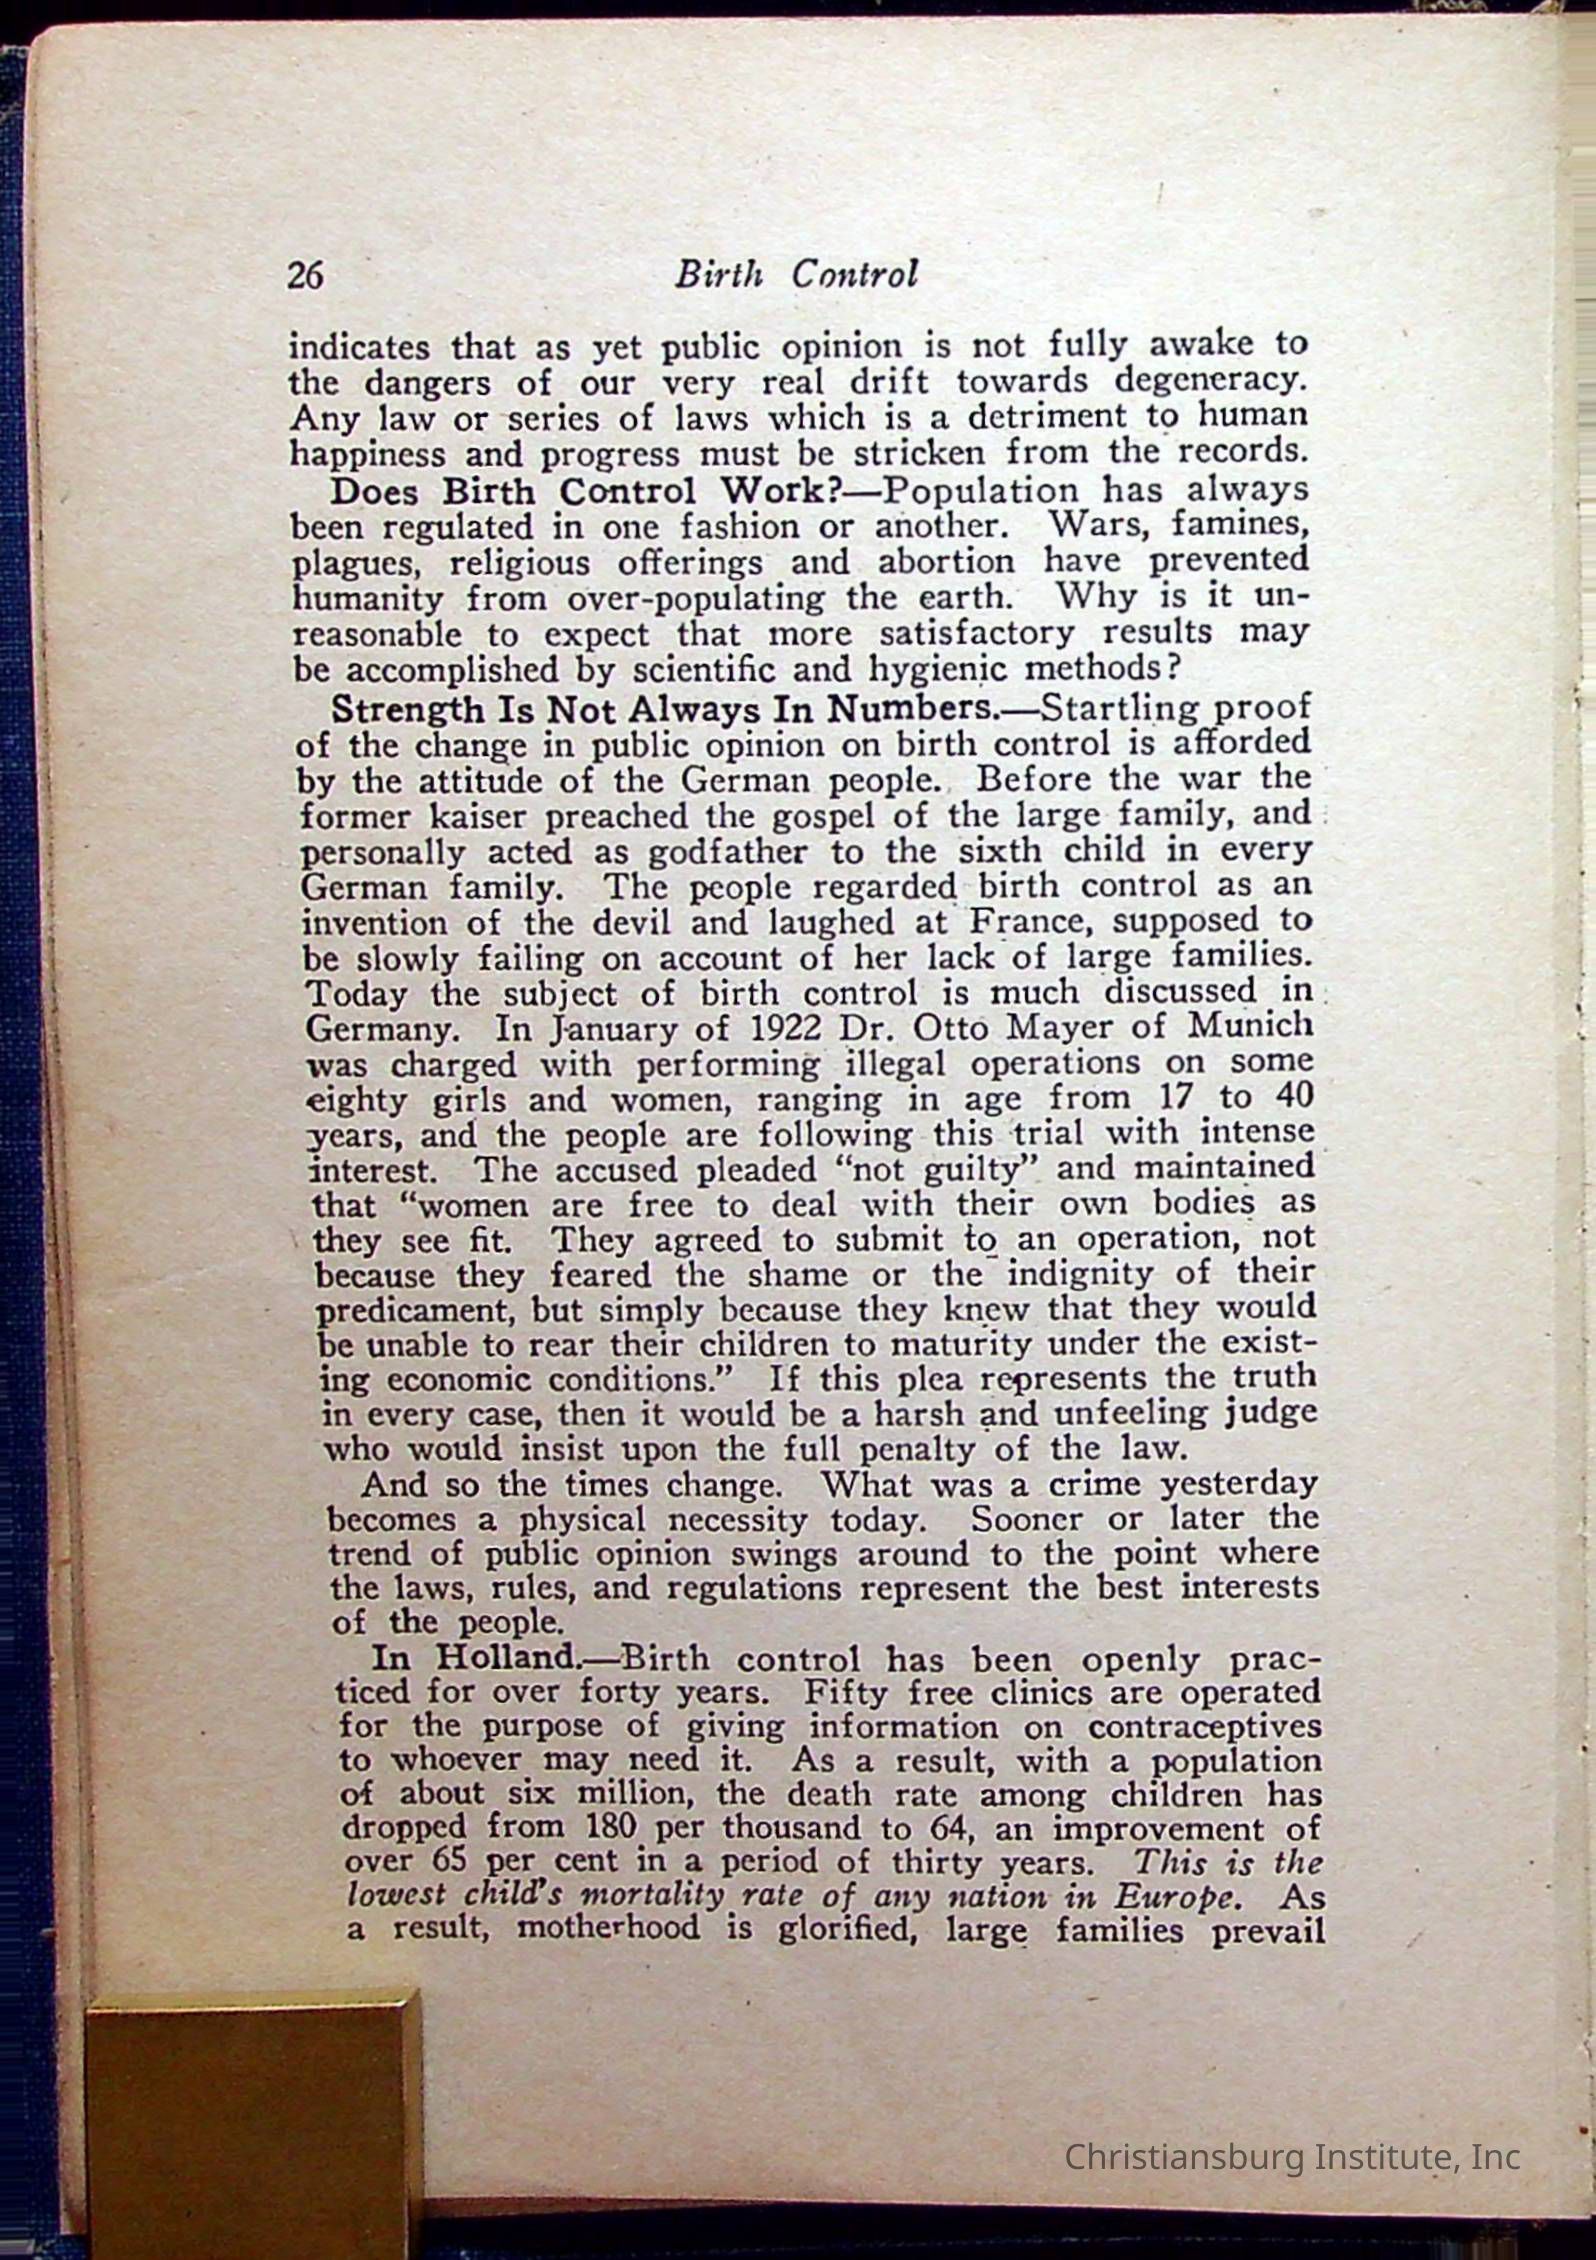 26 Birth Control
indicates that as yet public opinion is not fully awake to
the dangers of our very real drift towards degeneracy.
Any law or series of laws which is a detriment to human
happiness and progress must be stricken from the records.
Does Birth Control Work?—Population has always
been regulated in one fashion or another. Wars, famines,
plagues, religious offerings and abortion have prevented
humanity from over-populating the earth. Why is it un-
reasonable to expect that more satisfactory results may
be accomplished by scientific and hygienic methods?
Strength Is Not Always In Numbers.—Startling proof
of the change in public opinion on birth control is afforded
by the attitude of the German people. Before the war the
former kaiser preached the gospel of the large family, and
personally acted as godfather to the sixth child in every
German family. The people regarded birth control as an
invention of the devil and laughed at France, supposed to
be slowly failing on account of her lack of large families.
Today the subject of birth control is much discussed in
Germany. In January of 1922 Dr. Otto Mayer of Munich
was charged with performing illegal operations on some
eighty girls and women, ranging in age from 17 to 40
years, and the people are following this trial with intense
interest. The accused pleaded “not guilty” and maintained
that “women are free to deal with their own bodies as
they see fit. They agreed to submit to an operation, not
because they feared the shame or the indignity of their
predicament, but simply because they knew that they would
be unable to rear their children to maturity under the exist-
ing economic conditions.” If this plea represents the truth
in every case, then it would be a harsh and unfeeling judge
who would insist upon the full penalty of the law.
And so the times change. What was a crime yesterday
becomes a physical necessity today. Sooner or later the
trend of public opinion swings around to the point where
the laws, rules, and regulations represent the best interests
of the people.
In Holland.—Birth control has been openly prac-
ticed for over forty years. Fifty free clinics are operated
for the purpose of giving information on contraceptives
to whoever may need it. As a result, with a population
of about six million, the death rate among children has
dropped from 180 per thousand to 64, an improvement of
over 65 per cent in a period of thirty years. This is the
lowest child’s mortality rate of any nation in Europe. As
a result, motherhood is glorified, large families prevail
Christiansburg Institute, Inc